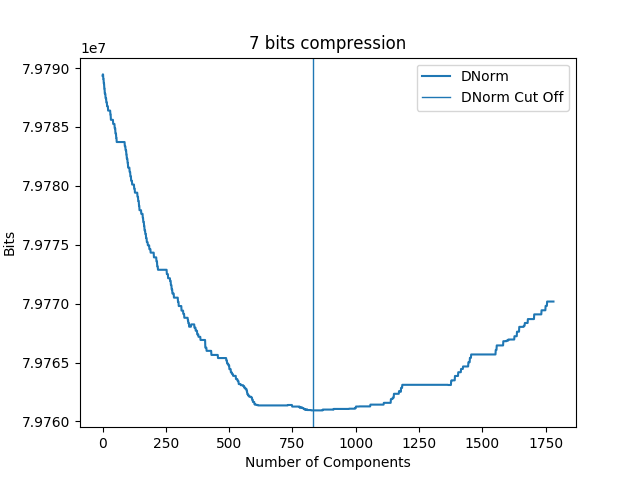 7 bits compression
1e7
7.9790
7.9785
7.9780
7.9775
7.9770
7.9765
7.9760
Bits
DNorm
DNorm Cut Off
0 250 500 750 1000 1250 1500 1750
Number of Components